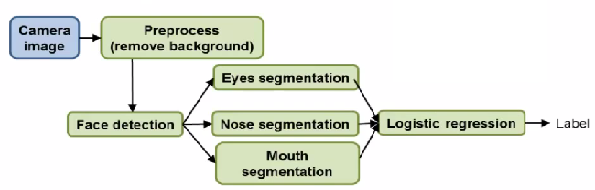 Camera
image
Preprocess
(remove background)
Eyes segmentation
Face detection
Nose segmentation
Logistic regression
Label
Mouth
segmentation